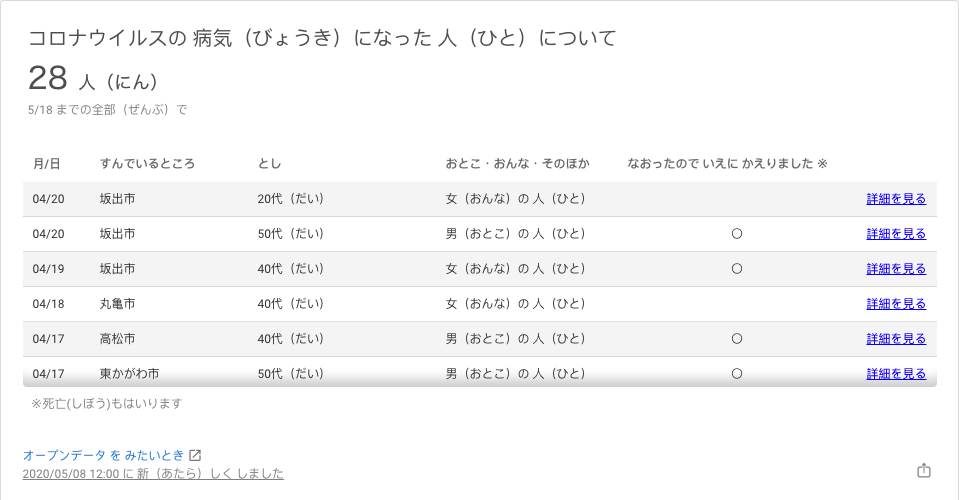 コロナウイルスの 病気（びょうき）になった 人（ひと）について
28 人（にん）
5/18 までの全部（ぜんぶ）で
月/日 すんでいるところ とし おとこ・おんな・そのほか なおったので いえに かえりました ※
04/20 坂出市 20代（だい） 女（おんな）の 人（ひと） 詳細を見る
04/20 坂出市 50代（だい） 男（おとこ）の 人（ひと） 〇 詳細を見る
04/19 坂出市 40代（だい） 女（おんな）の 人（ひと） 〇 詳細を見る
04/18 丸亀市 40代（だい） 女（おんな）の 人（ひと） 詳細を見る
04/17 高松市 40代（だい） 男（おとこ）の 人（ひと） 〇 詳細を見る
04/17 東かがわ市 50代（だい） 男（おとこ）の 人（ひと） 〇 詳細を見る
※死亡(しぼう)もはいります
オープンデータ を みたいとき
2020/05/08 12:00 に 新（あたら）しく しました